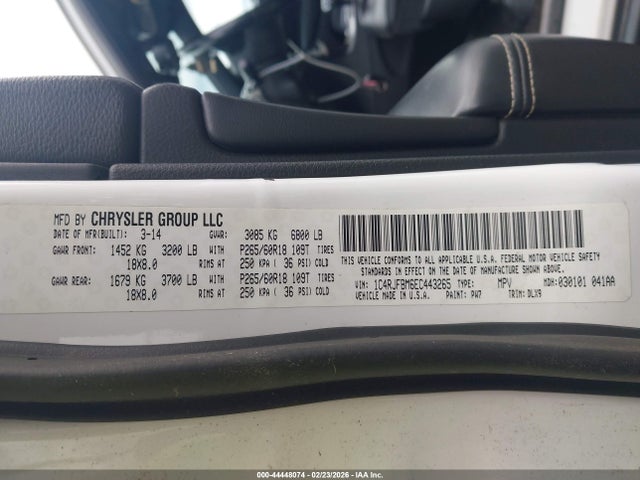 MFD BY CHRYSLER GROUP LLC
DATE OF MFR(BUILT): 3-14 GVWR: 3085 KG 6800 LB
GAWR FRONT: 1452 KG 3200 LB WITH P265/60R18 109T TIRES
18X8.0 RIMS AT 250 KPA ( 36 PSI) COLD
GAWR REAR: 1679 KG 3700 LB WITH P265/60R18 109T TIRES
18X8.0 RIMS AT 250 KPA ( 36 PSI) COLD
THIS VEHICLE CONFORMS TO ALL APPLICABLE U.S.A. FEDERAL MOTOR VEHICLE SAFETY
STANDARDS IN EFFECT ON THE DATE OF MANUFACTURE SHOWN ABOVE.
VIN: 1C4RJFBM6EC443265 TYPE: MPV MDH: 030101 041AA
VEHICLE MADE IN U.S.A. PAINT: PW7 TRIM: DLX9
000-44448074 | 02/23/2026 - IAA Inc.